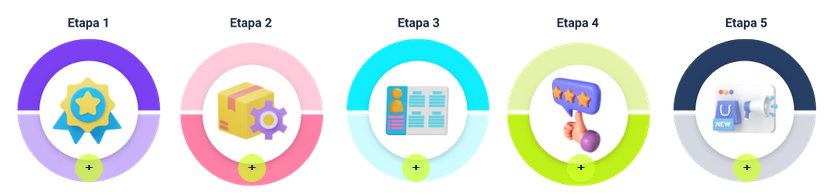 Etapa 1
Etapa 2
Etapa 3
Etapa 4
Etapa 5
U
NEW
+
+
+
+
+